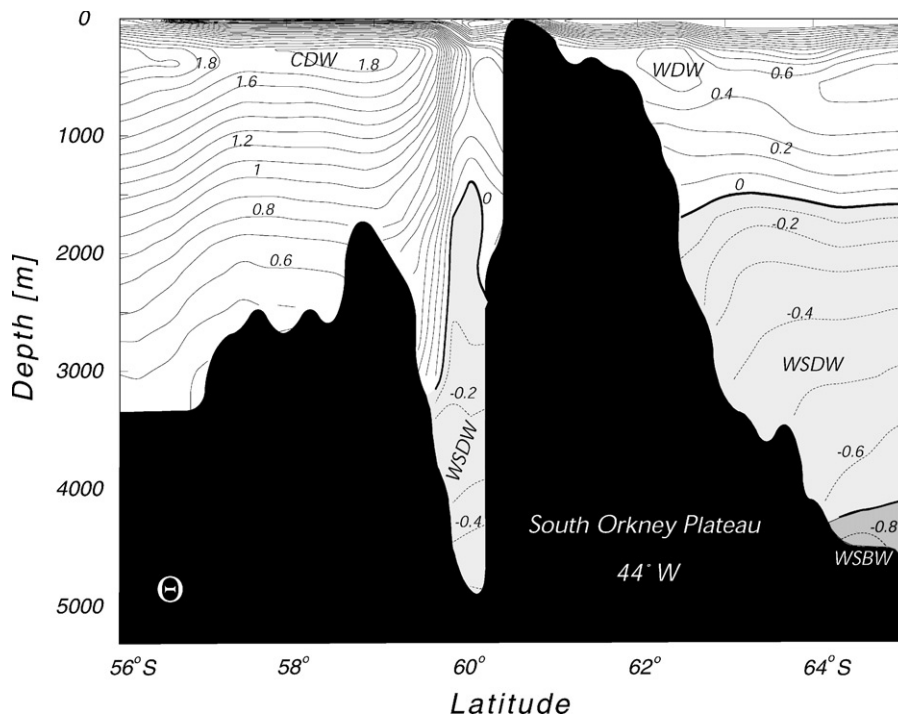 0
1000
2000
3000
4000
5000
Depth [m]
1.8
CDW
1.8
1.6
1.2
1
0.8
0.6
0
-0.2
WSDW
-0.4
WDW
0.6
0.4
0.2
0
-0.2
-0.4
WSDW
-0.6
-0.8
WSBW
South Orkney Plateau
44° W
Θ
56°S
58°
60°
62°
64°S
Latitude